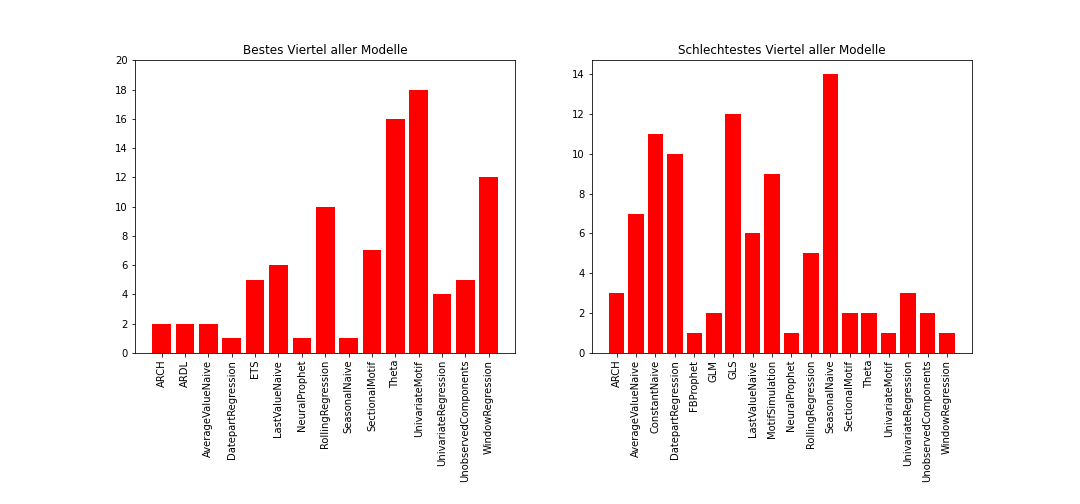 Bestes Viertel aller Modelle
20
18
16
14
12
10
8
6
4
2
0
ARCH
ARDL
AverageValueNaive
DatepartRegression
ETS
LastValueNaive
NeuralProphet
RollingRegression
SeasonalNaive
SectionalMotif
Theta
UnivariateMotif
UnivariateRegression
UnobservedComponents
WindowRegression
Schlechtestes Viertel aller Modelle
14
12
10
8
6
4
2
0
ARCH
AverageValueNaive
ConstantNaive
DatepartRegression
FBProphet
GLM
GLS
LastValueNaive
MotifSimulation
NeuralProphet
RollingRegression
SeasonalNaive
SectionalMotif
Theta
UnivariateMotif
UnivariateRegression
UnobservedComponents
WindowRegression